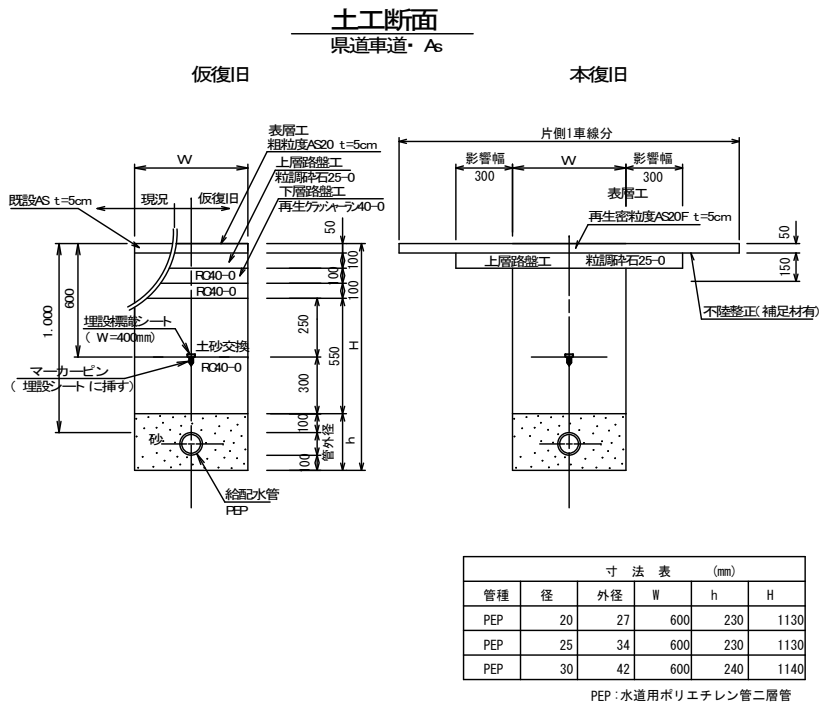 土工断面
県道車道・As
仮復旧
本復旧
表層工
粗粒度AS20 t=5cm
上層路盤工
粒調砕石25-0
下層路盤工
再生クラッシャーラン40-0
W
既設AS t=5cm
現況
仮復旧
RC40-0
RC40-0
1.000
600
埋設標識シート
(W=400mm)
土砂交換
RC40-0
マーカーピン
(埋設シートに挿す)
砂
給配水管
PEP
50
100
100
100
250
300
550
100
管外径
100
H
h
片側1車線分
影響幅
300
W
影響幅
300
表層工
再生密粒度AS20F t=5cm
上層路盤工 粒調砕石25-0
50
150
不陸整正(補足材有)
寸 法 表 (mm)
管種 径 外径 W h H
PEP 20 27 600 230 1130
PEP 25 34 600 230 1130
PEP 30 42 600 240 1140
PEP:水道用ポリエチレン管二層管